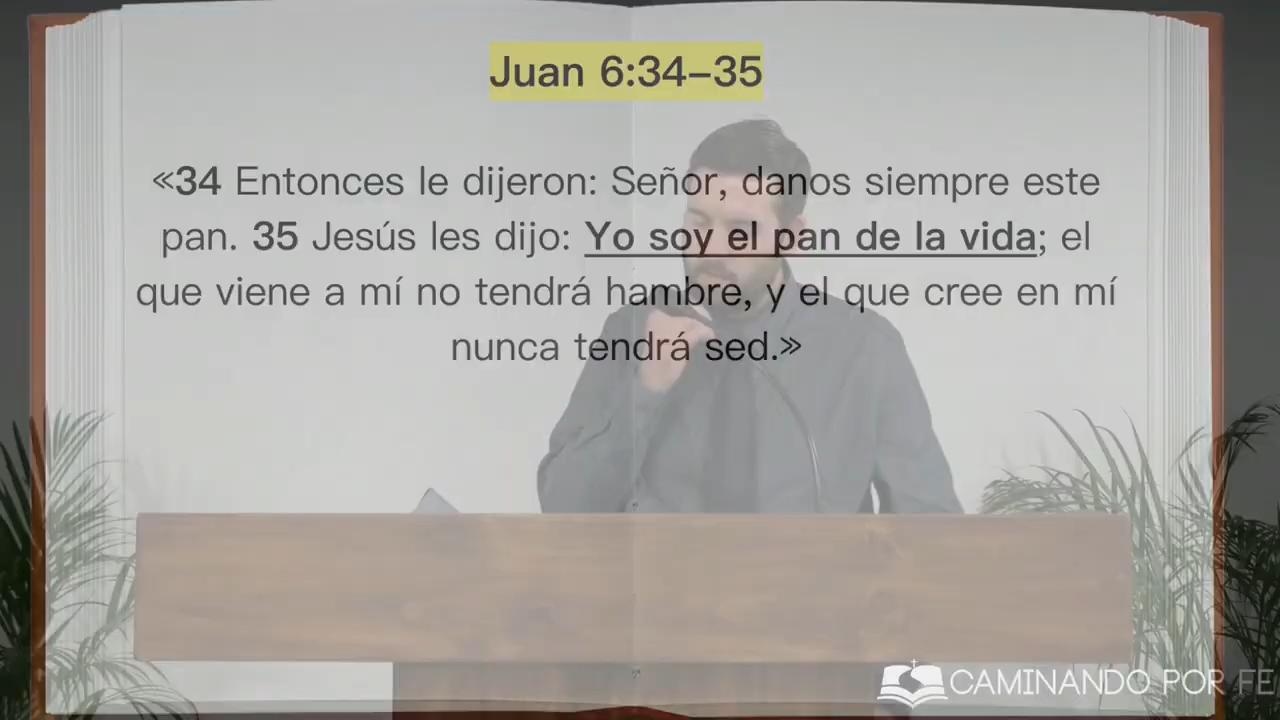 Juan 6:34–35
«34 Entonces le dijeron: Señor, danos siempre este
pan. 35 Jesús les dijo: Yo soy el pan de la vida; el
que viene a mí no tendrá hambre, y el que cree en mí
nunca tendrá sed.»
CAMINANDO POR FE